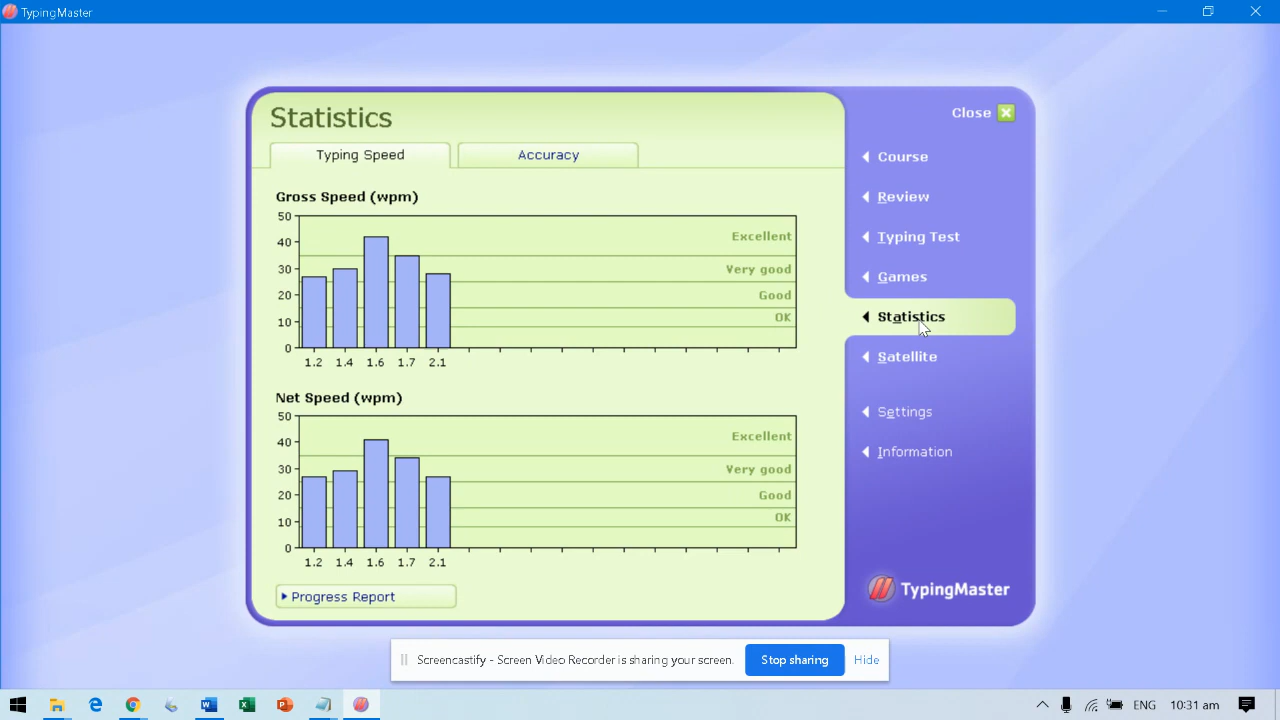 TypingMaster
Statistics
Close
Typing Speed
Accuracy
Gross Speed (wpm)
50
40
30
20
10
0
Excellent
Very good
Good
OK
1.2 1.4 1.6 1.7 2.1
Net Speed (wpm)
50
40
30
20
10
0
Excellent
Very good
Good
OK
1.2 1.4 1.6 1.7 2.1
Progress Report
Course
Review
Typing Test
Games
Statistics
Satellite
Settings
Information
TypingMaster
Screencastify - Screen Video Recorder is sharing your screen.
Stop sharing
Hide
ENG
10:31 am